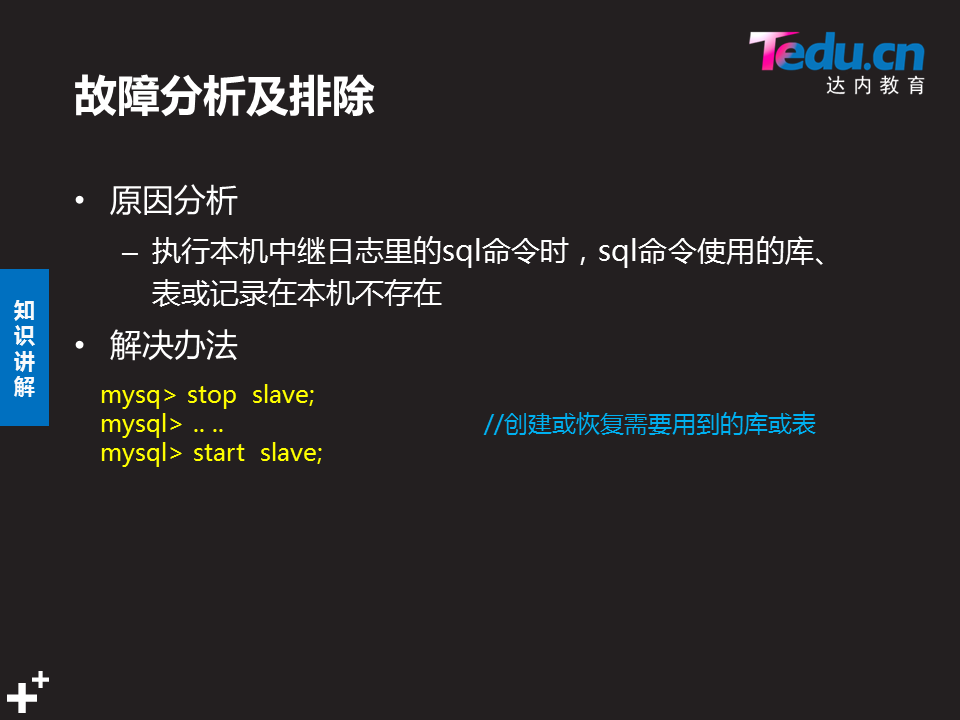 Tedu.cn
达内教育
故障分析及排除
• 原因分析
– 执行本机中继日志里的sql命令时，sql命令使用的库、
表或记录在本机不存在
• 解决办法
知识讲解
mysq> stop slave;
mysql> .. .. //创建或恢复需要用到的库或表
mysql> start slave;